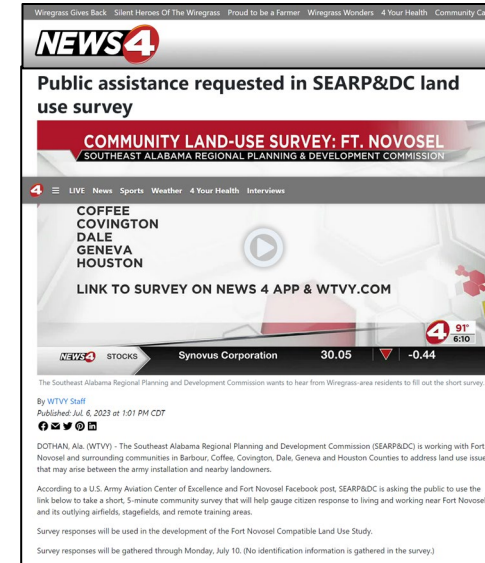 Wiregrass Gives Back Silent Heroes Of The Wiregrass Proud to be a Farmer Wiregrass Wonders 4 Your Health Community Ca
NEWS4
Public assistance requested in SEARP&DC land
use survey
COMMUNITY LAND-USE SURVEY: FT. NOVOSEL
SOUTHEAST ALABAMA REGIONAL PLANNING & DEVELOPMENT COMMISSION
4 LIVE News Sports Weather 4 Your Health Interviews
COFFEE
COVINGTON
DALE
GENEVA
HOUSTON
LINK TO SURVEY ON NEWS 4 APP & WTVY.COM
4 91°
6:10
NEWS4 STOCKS Synovus Corporation 30.05 -0.44
The Southeast Alabama Regional Planning and Development Commission wants to hear from Wiregrass-area residents to fill out the short survey.
By WTVY Staff
Published: Jul. 6, 2023 at 1:01 PM CDT
DOTHAN, Ala. (WTVY) - The Southeast Alabama Regional Planning and Development Commission (SEARP&DC) is working with Fort
Novosel and surrounding communities in Barbour, Coffee, Covington, Dale, Geneva and Houston Counties to address land use issue
that may arise between the army installation and nearby landowners.
According to a U.S. Army Aviation Center of Excellence and Fort Novosel Facebook post, SEARP&DC is asking the public to use the
link below to take a short, 5-minute community survey that will help gauge citizen response to living and working near Fort Novosel
and its outlying airfields, stagefields, and remote training areas.
Survey responses will be used in the development of the Fort Novosel Compatible Land Use Study.
Survey responses will be gathered through Monday, July 10. (No identification information is gathered in the survey.)